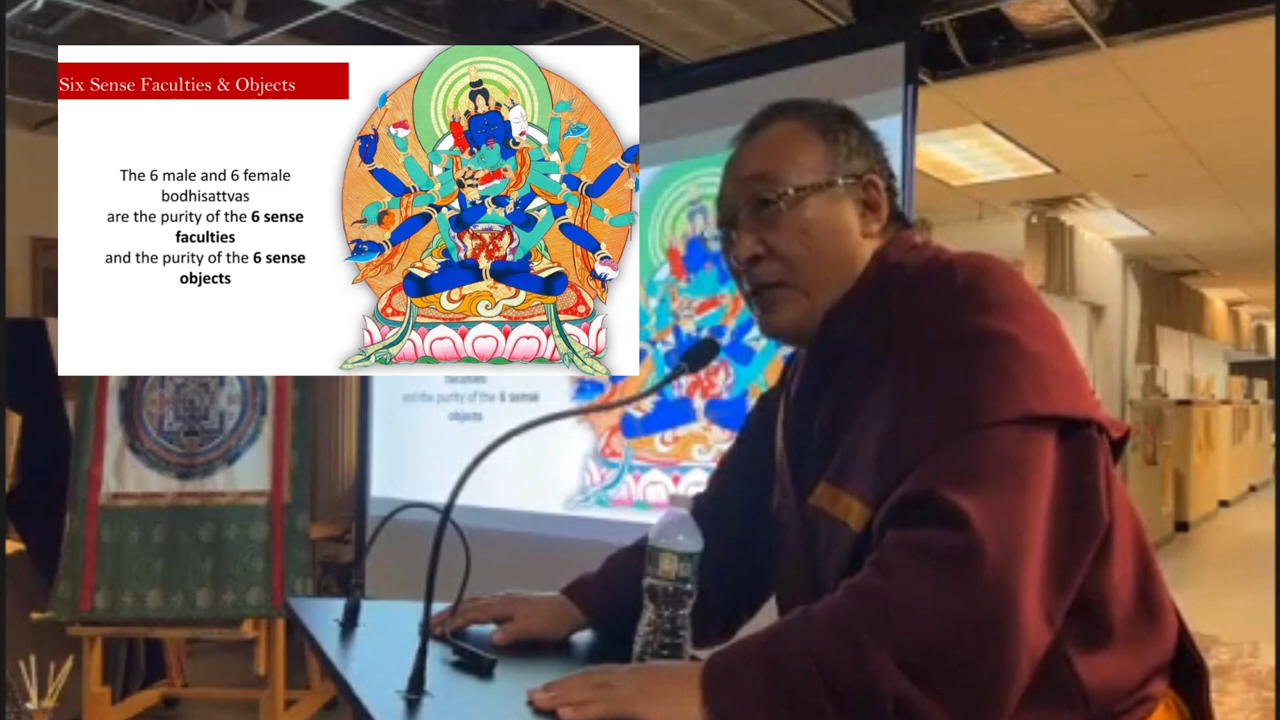 Six Sense Faculties & Objects
The 6 male and 6 female
bodhisattvas
are the purity of the 6 sense
faculties
and the purity of the 6 sense
objects
faculties
and the purity of the 6 sense
objects